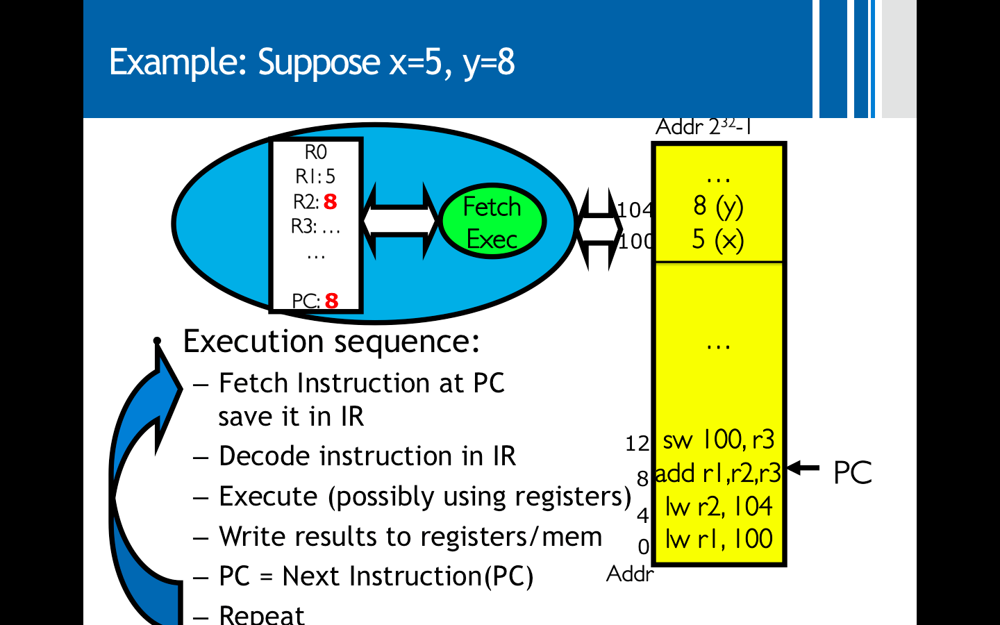 Example: Suppose x=5, y=8
Addr 2³²-1
R0
R1: 5
R2: 8
R3: ...
...
PC: 8
Fetch
Exec
...
104 8 (y)
100 5 (x)
...
12 sw 100, r3
8 add r1,r2,r3
4 lw r2, 104
0 lw r1, 100
Addr
PC
• Execution sequence:
– Fetch Instruction at PC
save it in IR
– Decode instruction in IR
– Execute (possibly using registers)
– Write results to registers/mem
– PC = Next Instruction(PC)
– Repeat